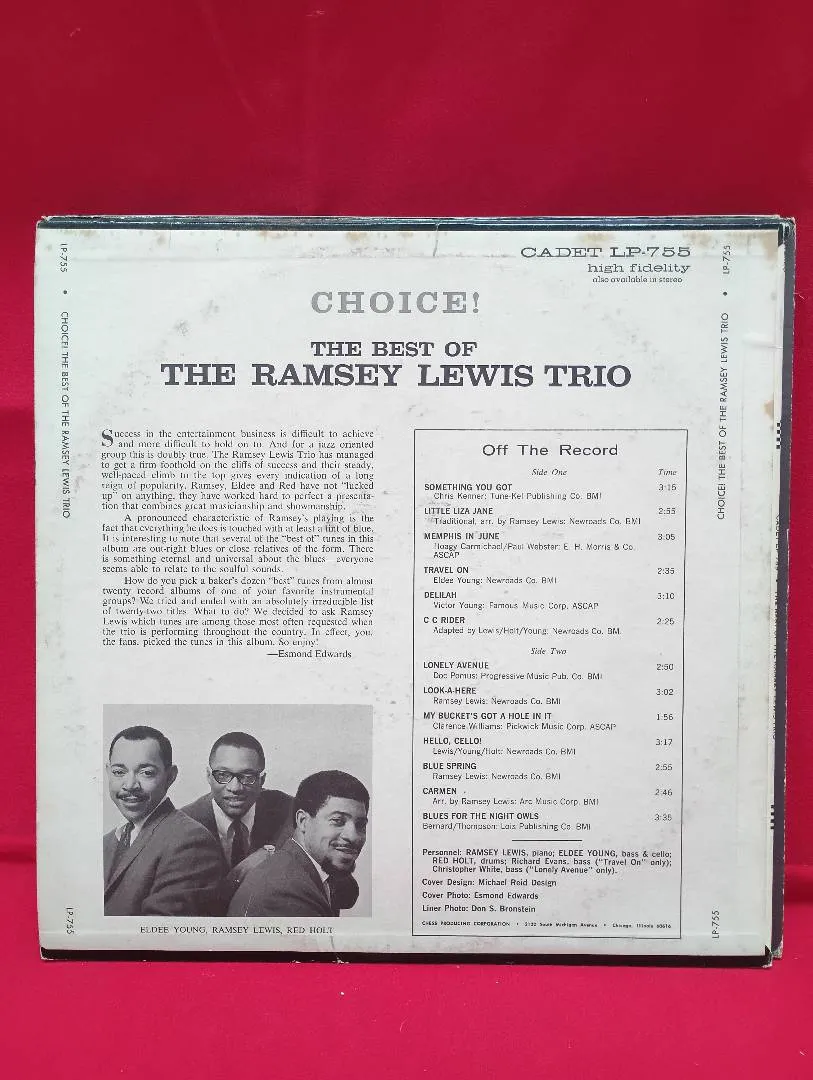 CADET LP-755
high fidelity
also available in stereo
CHOICE!
THE BEST OF
THE RAMSEY LEWIS TRIO
LP-755 • CHOICE! THE BEST OF THE RAMSEY LEWIS TRIO
LP-755
Success in the entertainment business is difficult to achieve
and more difficult to hold on to. And for a jazz oriented
group this is doubly true. The Ramsey Lewis Trio has managed
to get a firm foothold on the cliffs of success and their steady,
well-paced climb to the top gives every indication of a long
reign of popularity. Ramsey, Eldee and Red have not "lucked
up" on anything, they have worked hard to perfect a presenta-
tion that combines great musicianship and showmanship.
A pronounced characteristic of Ramsey's playing is the
fact that everything he does is touched with at least a tint of blue.
It is interesting to note that several of the "best of" tunes in this
album are out-right blues or close relatives of the form. There
is something eternal and universal about the blues everyone
seems able to relate to the soulful sounds.
How do you pick a baker's dozen "best" tunes from almost
twenty record albums of one of your favorite instrumental
groups? We tried and ended with an absolutely irreducible list
of twenty-two titles. What to do? We decided to ask Ramsey
Lewis which tunes are among those most often requested when
the trio is performing throughout the country. In effect, you,
the fans, picked the tunes in this album. So enjoy!
—Esmond Edwards
ELDEE YOUNG, RAMSEY LEWIS, RED HOLT
Off The Record
Side One Time
SOMETHING YOU GOT 3:15
Chris Kenner: Tune-Kel Publishing Co. BMI
LITTLE LIZA JANE 2:55
Traditional, arr. by Ramsey Lewis: Newroads Co. BMI
MEMPHIS IN JUNE 3:05
Hoagy Carmichael/Paul Webster: E. H. Morris & Co.
ASCAP
TRAVEL ON 2:35
Eldee Young: Newroads Co. BMI
DELILAH 3:10
Victor Young: Famous Music Corp. ASCAP
C C RIDER 2:25
Adapted by Lewis/Holt/Young: Newroads Co. BM.
Side Two
LONELY AVENUE 2:50
Doc Pomus: Progressive Music Pub. Co. BMI
LOOK-A-HERE 3:02
Ramsey Lewis: Newroads Co. BMI
MY BUCKET'S GOT A HOLE IN IT 1:56
Clarence Williams: Pickwick Music Corp. ASCAP
HELLO, CELLO! 3:17
Lewis/Young/Holt: Newroads Co. BMI
BLUE SPRING 2:55
Ramsey Lewis: Newroads Co. BMI
CARMEN 2:46
Arr. by Ramsey Lewis: Arc Music Corp. BMI
BLUES FOR THE NIGHT OWLS 3:35
Bernard/Thompson: Lois Publishing Co. BMI
Personnel: RAMSEY LEWIS, piano; ELDEE YOUNG, bass & cello;
RED HOLT, drums; Richard Evans, bass ("Travel On" only);
Christopher White, bass ("Lonely Avenue" only).
Cover Design: Michael Reid Design
Cover Photo: Esmond Edwards
Liner Photo: Don S. Bronstein
CHESS PRODUCING CORPORATION • 2120 South Michigan Avenue • Chicago, Illinois 60616
LP-755 • CHOICE! THE BEST OF THE RAMSEY LEWIS TRIO
LP-755